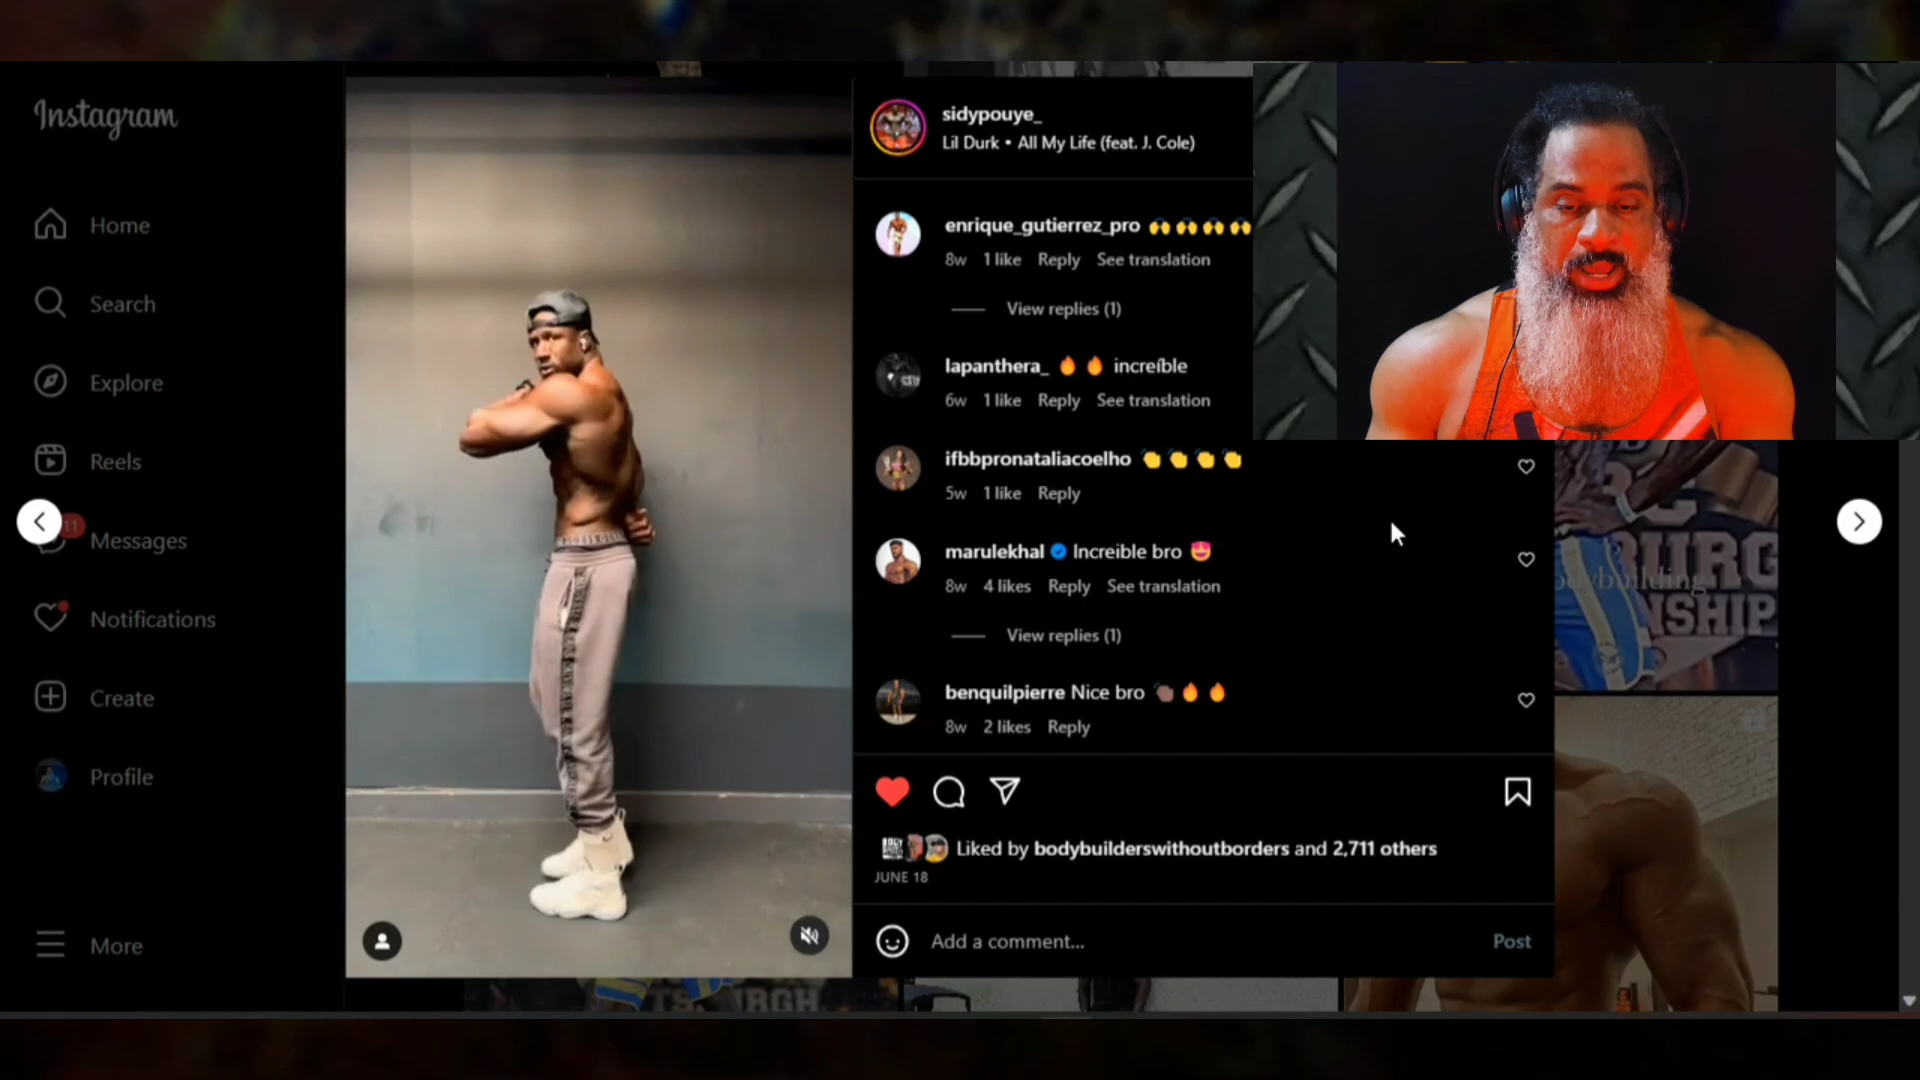 Instagram
Home
Search
Explore
Reels
11
Messages
Notifications
Create
Profile
More
sidypouye_
Lil Durk • All My Life (feat. J. Cole)
enrique_gutierrez_pro 🙌 🙌 🙌 🙌
8w 1 like Reply See translation
View replies (1)
lapanthera_ 🔥 🔥 increíble
6w 1 like Reply See translation
ifbbpronataliacoelho 👏 👏 👏 👏
5w 1 like Reply
marulekhal Increible bro 😍
8w 4 likes Reply See translation
View replies (1)
benquilpierre Nice bro 👏🏿 🔥 🔥
8w 2 likes Reply
Liked by bodybuilderswithoutborders and 2,711 others
JUNE 18
Add a comment...
Post
bodybuilding
NSHIP